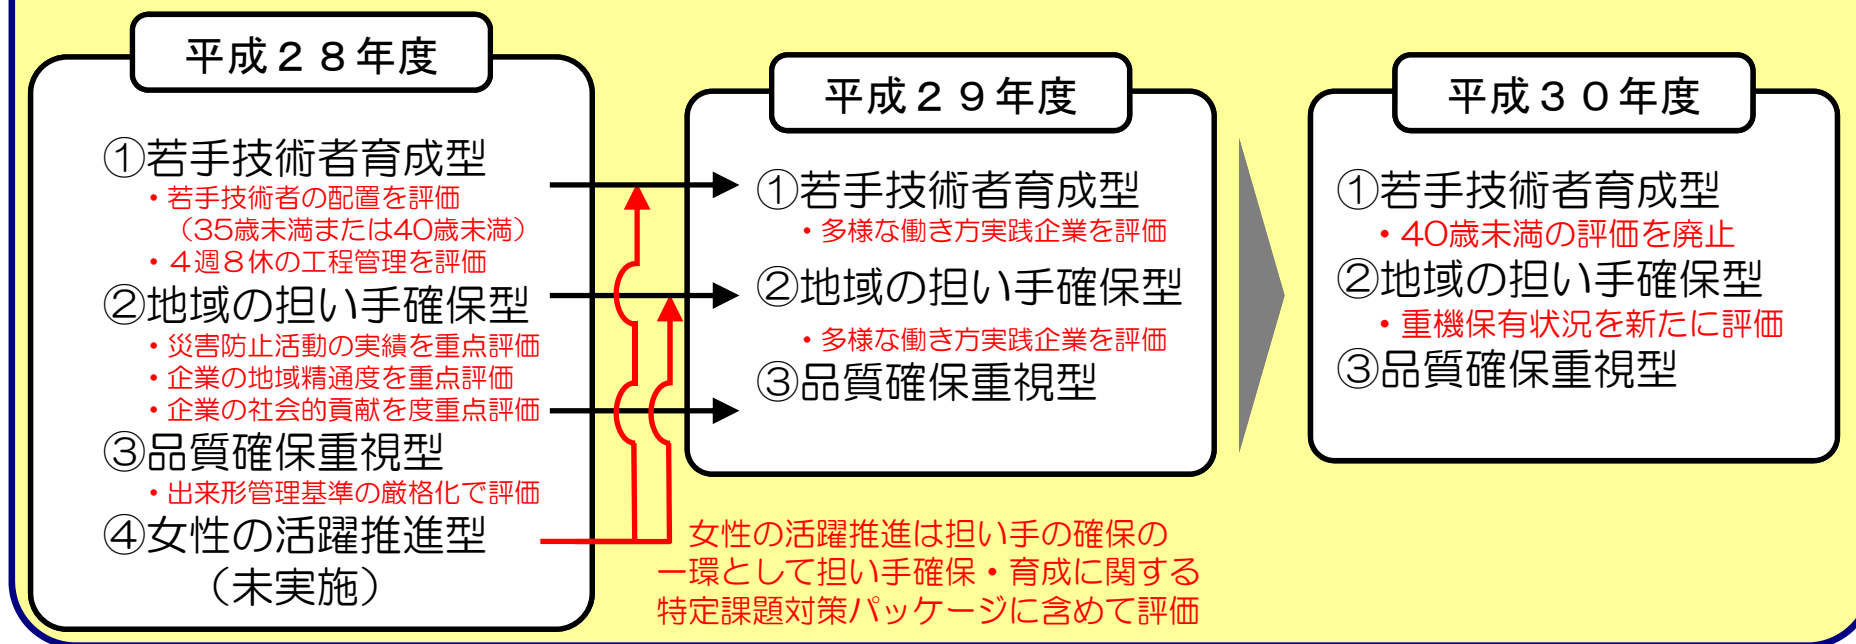 平成２８年度
①若手技術者育成型
・若手技術者の配置を評価
（35歳未満または40歳未満）
・４週８休の工程管理を評価
②地域の担い手確保型
・災害防止活動の実績を重点評価
・企業の地域精通度を重点評価
・企業の社会的貢献を度重点評価
③品質確保重視型
・出来形管理基準の厳格化で評価
④女性の活躍推進型
（未実施）
平成２９年度
①若手技術者育成型
・多様な働き方実践企業を評価
②地域の担い手確保型
・多様な働き方実践企業を評価
③品質確保重視型
女性の活躍推進は担い手の確保の
一環として担い手確保・育成に関する
特定課題対策パッケージに含めて評価
平成３０年度
①若手技術者育成型
・40歳未満の評価を廃止
②地域の担い手確保型
・重機保有状況を新たに評価
③品質確保重視型